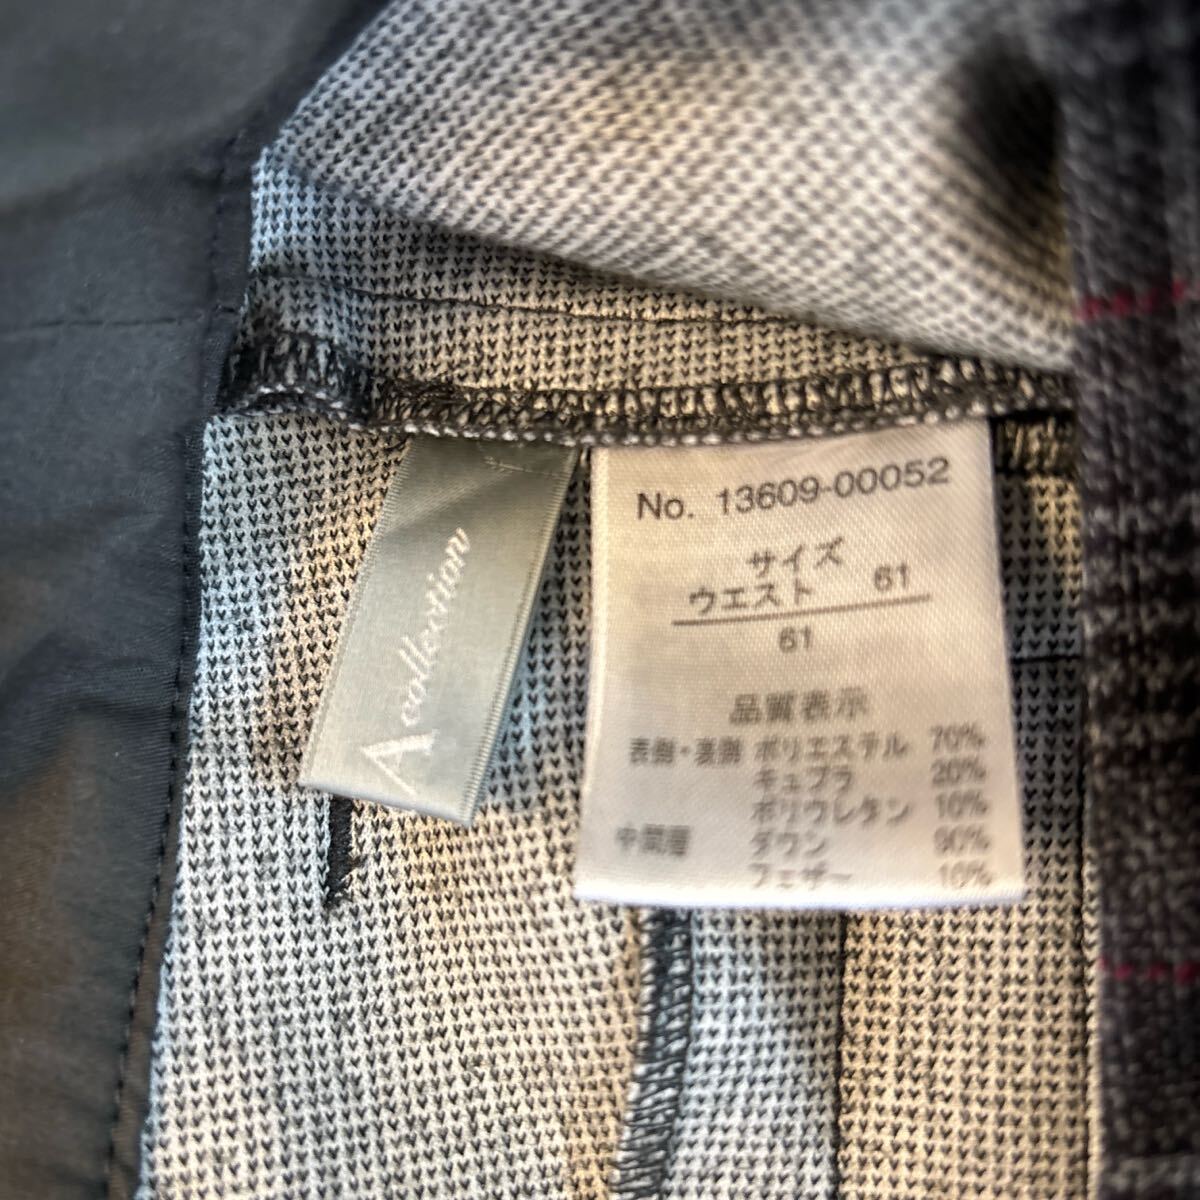 A collection
No. 13609-00052
サイズ
ウエスト 61
61
品質表示
表側・裏側 ポリエステル 70%
キュプラ 20%
ポリウレタン 10%
中間層 ダウン 90%
フェザー 10%